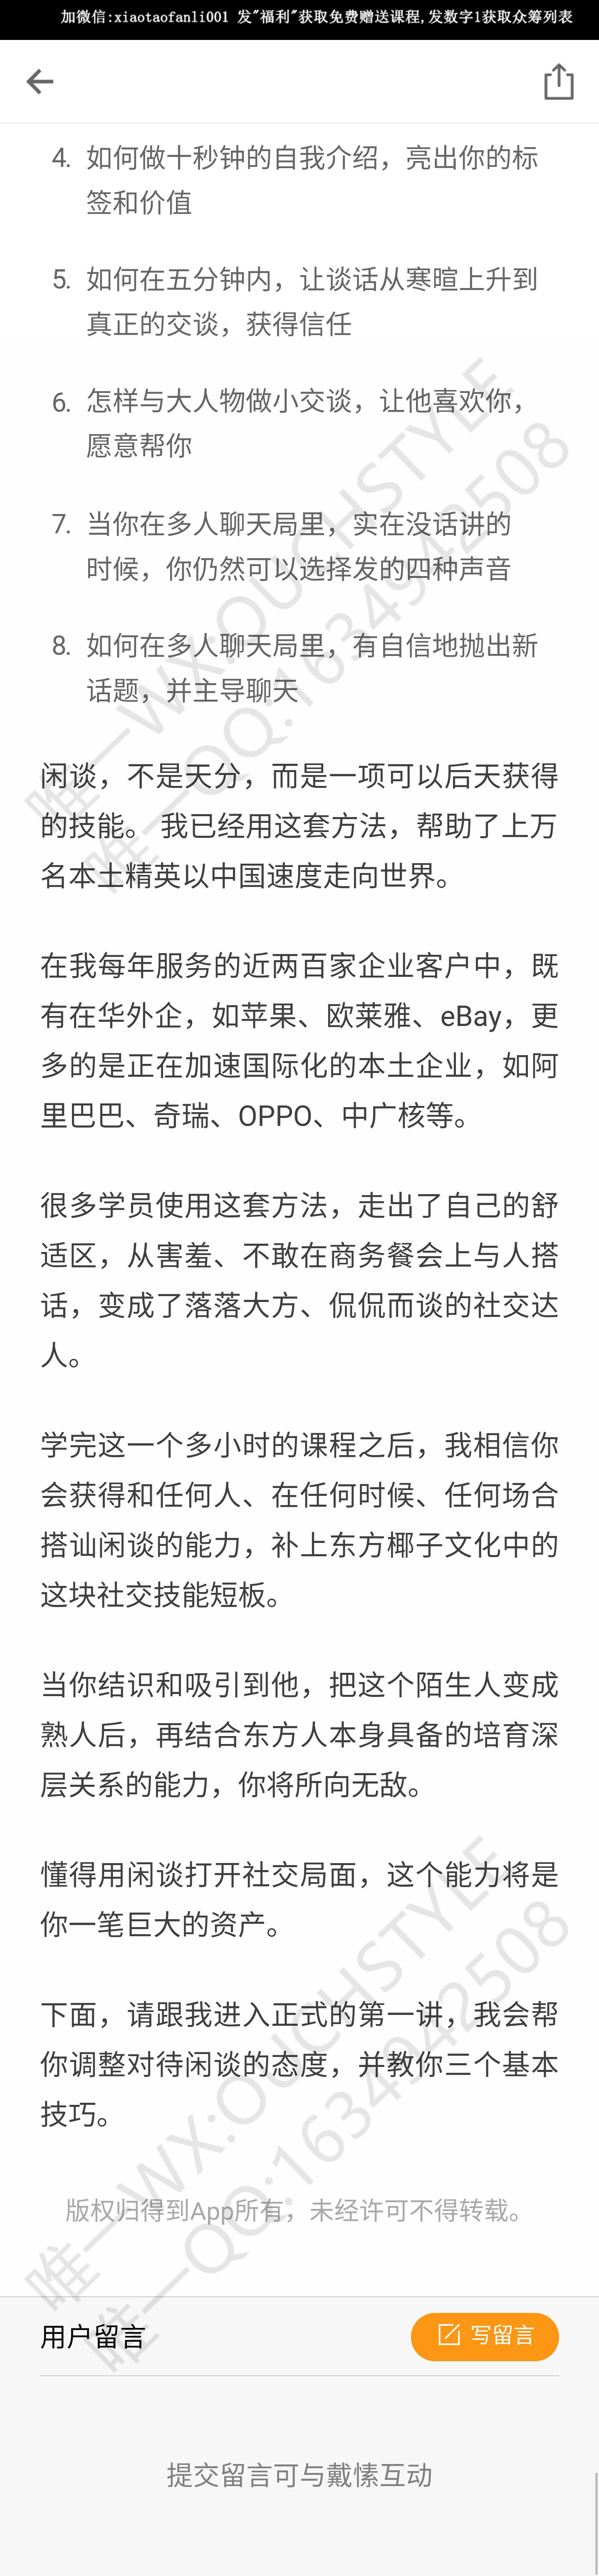 加微信:xiaotaofanli001 发"福利"获取免费赠送课程,发数字1获取众筹列表
4. 如何做十秒钟的自我介绍，亮出你的标
签和价值
5. 如何在五分钟内，让谈话从寒暄上升到
真正的交谈，获得信任
6. 怎样与大人物做小交谈，让他喜欢你，
愿意帮你
7. 当你在多人聊天局里，实在没话讲的
时候，你仍然可以选择发的四种声音
8. 如何在多人聊天局里，有自信地抛出新
话题，并主导聊天
闲谈，不是天分，而是一项可以后天获得
的技能。 我已经用这套方法，帮助了上万
名本土精英以中国速度走向世界。
在我每年服务的近两百家企业客户中，既
有在华外企，如苹果、欧莱雅、eBay，更
多的是正在加速国际化的本土企业，如阿
里巴巴、奇瑞、OPPO、中广核等。
很多学员使用这套方法，走出了自己的舒
适区，从害羞、不敢在商务餐会上与人搭
话，变成了落落大方、侃侃而谈的社交达
人。
学完这一个多小时的课程之后，我相信你
会获得和任何人、在任何时候、任何场合
搭讪闲谈的能力，补上东方椰子文化中的
这块社交技能短板。
当你结识和吸引到他，把这个陌生人变成
熟人后，再结合东方人本身具备的培育深
层关系的能力，你将所向无敌。
懂得用闲谈打开社交局面，这个能力将是
你一笔巨大的资产。
下面，请跟我进入正式的第一讲，我会帮
你调整对待闲谈的态度，并教你三个基本
技巧。
版权归得到App所有，未经许可不得转载。
用户留言
写留言
提交留言可与戴愫互动
唯一WX:OUCHSTYLE
唯一QQ:1634942508
唯一WX:OUCHSTYLE
唯一QQ:1634942508